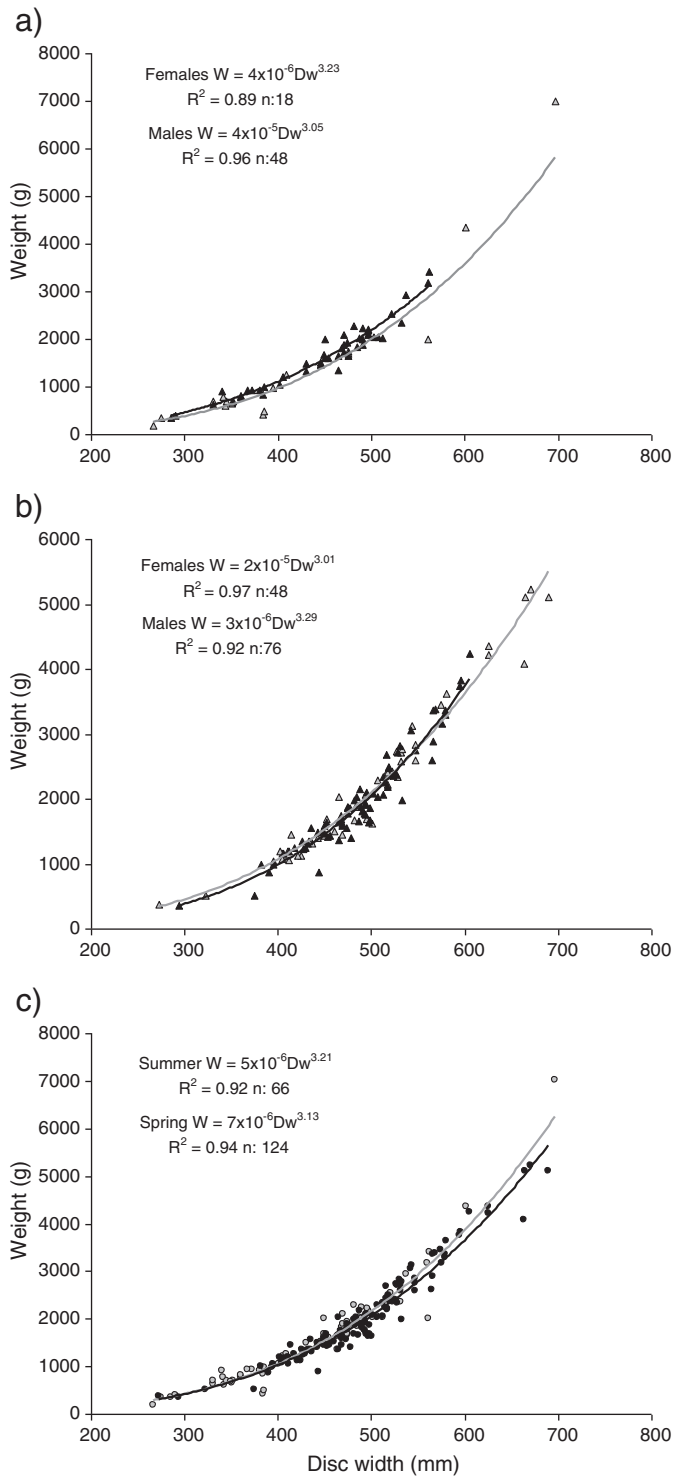 a)
8000
7000
6000
5000
4000
3000
2000
1000
0
Weight (g)
Females W = 4x10⁻⁶Dw³·²³
R² = 0.89 n:18
Males W = 4x10⁻⁵Dw³·⁰⁵
R² = 0.96 n:48
200 300 400 500 600 700 800
b)
6000
5000
4000
3000
2000
1000
0
Weight (g)
Females W = 2x10⁻⁵Dw³·⁰¹
R² = 0.97 n:48
Males W = 3x10⁻⁶Dw³·²⁹
R² = 0.92 n:76
200 300 400 500 600 700 800
c)
8000
7000
6000
5000
4000
3000
2000
1000
0
Weight (g)
Summer W = 5x10⁻⁶Dw³·²¹
R² = 0.92 n: 66
Spring W = 7x10⁻⁶Dw³·¹³
R² = 0.94 n: 124
200 300 400 500 600 700 800
Disc width (mm)